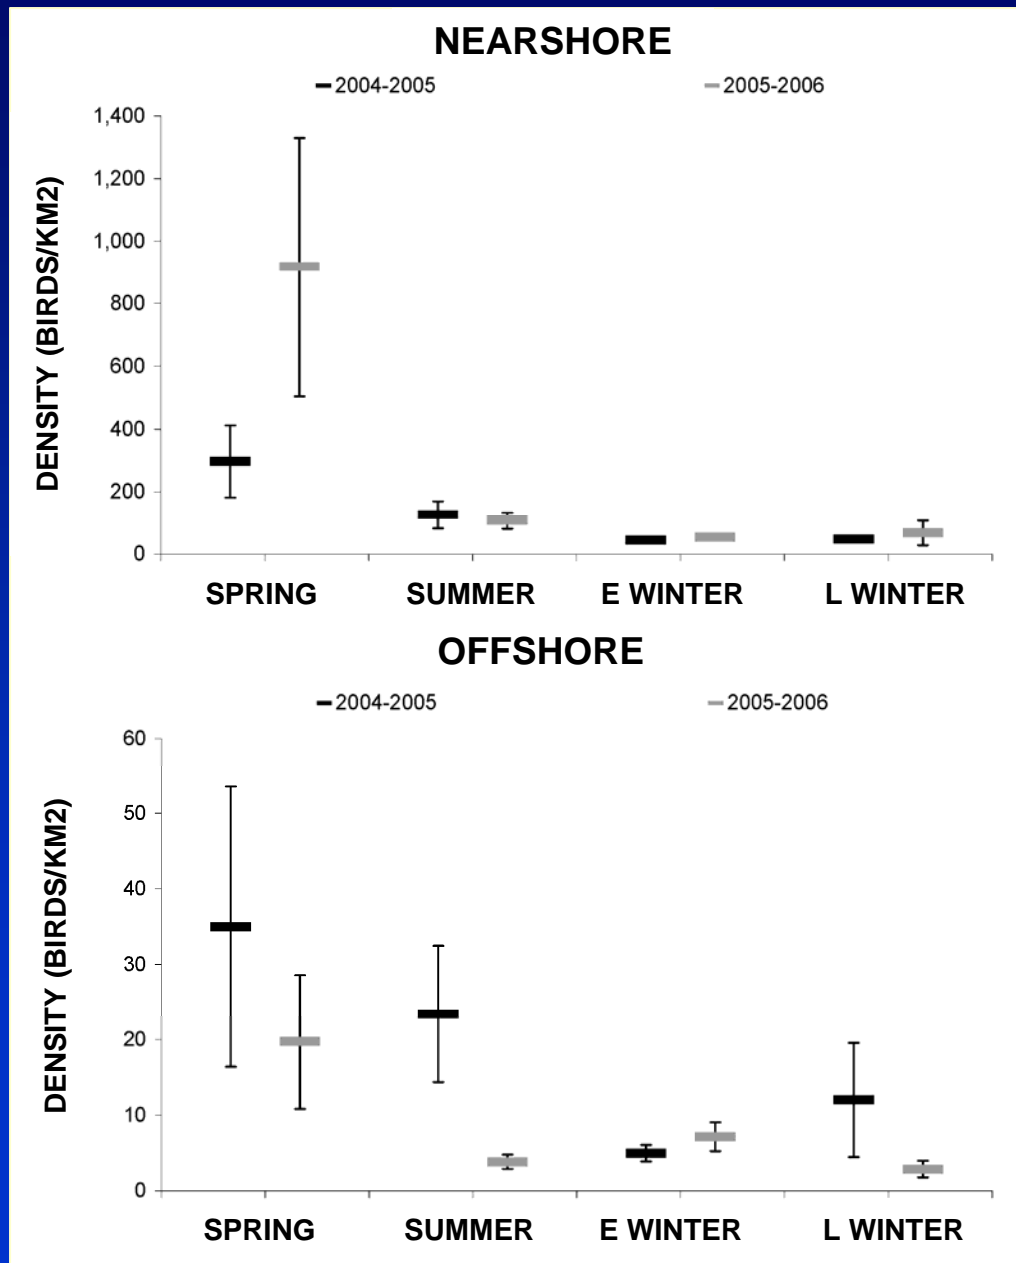 NEARSHORE
2004-2005 2005-2006
1,400
1,200
1,000
800
600
400
200
0
DENSITY (BIRDS/KM2)
SPRING SUMMER E WINTER L WINTER
OFFSHORE
2004-2005 2005-2006
60
50
40
30
20
10
0
DENSITY (BIRDS/KM2)
SPRING SUMMER E WINTER L WINTER